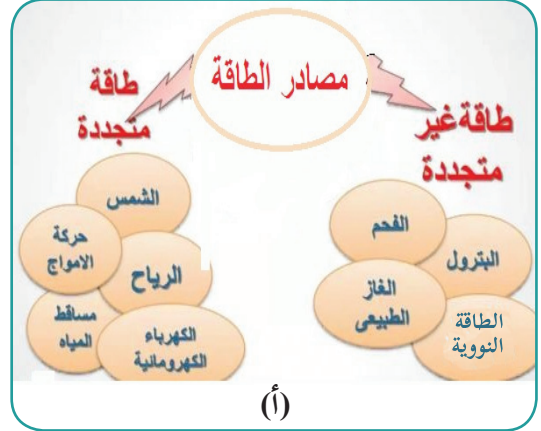 مصادر الطاقة
طاقة غير
متجددة
الفحم
البترول
الغاز
الطبيعى
الطاقة
النووية
طاقة
متجددة
الشمس
حركة
الامواج
الرياح
مساقط
المياه
الكهرباء
الكهرومائية
(أ)